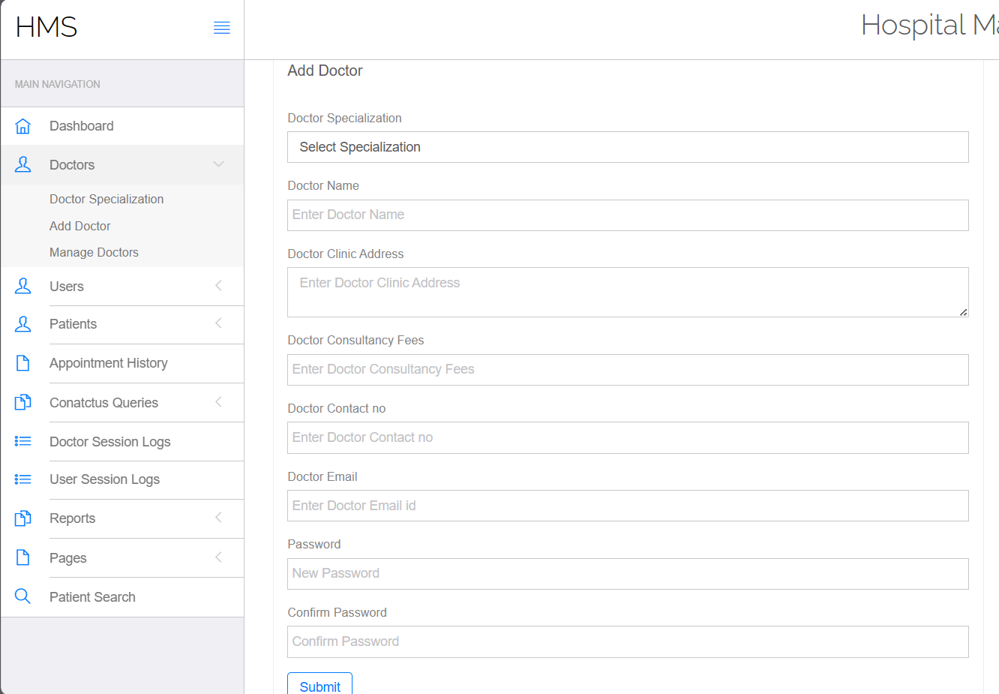 HMS
Hospital Ma
MAIN NAVIGATION
Dashboard
Doctors
Doctor Specialization
Add Doctor
Manage Doctors
Users
Patients
Appointment History
Conatctus Queries
Doctor Session Logs
User Session Logs
Reports
Pages
Patient Search
Add Doctor
Doctor Specialization
Select Specialization
Doctor Name
Enter Doctor Name
Doctor Clinic Address
Enter Doctor Clinic Address
Doctor Consultancy Fees
Enter Doctor Consultancy Fees
Doctor Contact no
Enter Doctor Contact no
Doctor Email
Enter Doctor Email id
Password
New Password
Confirm Password
Confirm Password
Submit